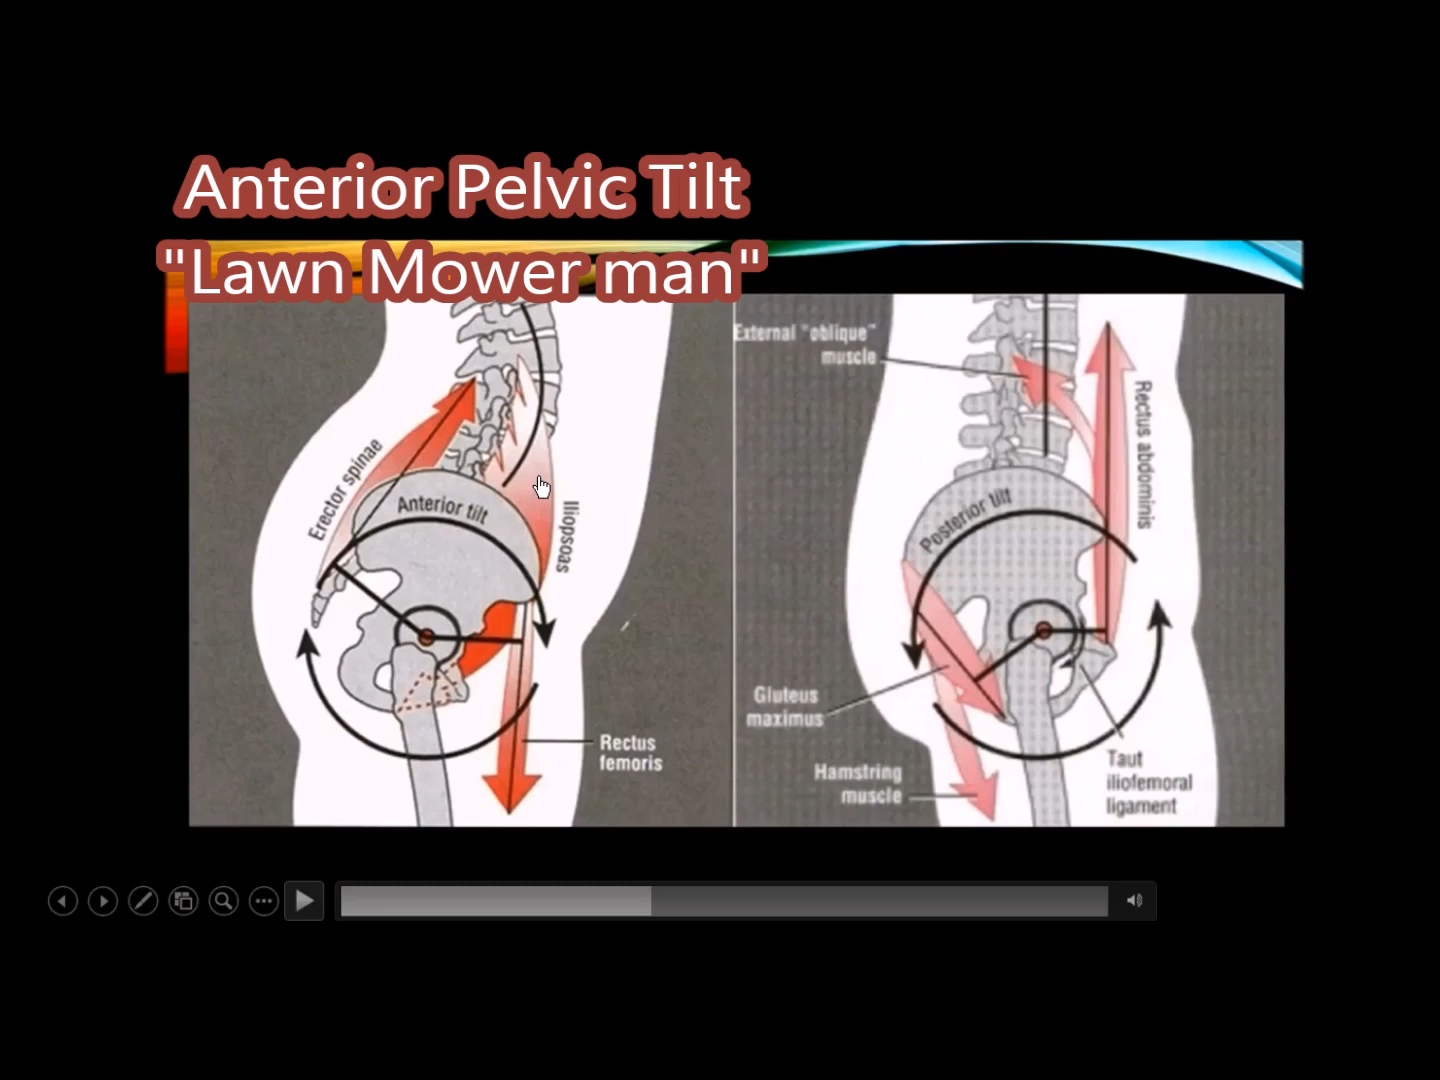 Anterior Pelvic Tilt
"Lawn Mower man"
Erector spinae
Anterior tilt
Iliopsoas
Rectus
femoris
External "oblique"
muscle
Rectus abdominis
Posterior tilt
Gluteus
maximus
Hamstring
muscle
Taut
iliofemoral
ligament